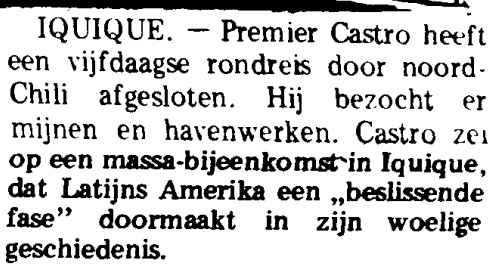 IQUIQUE. — Premier Castro heeft
een vijfdaagse rondreis door noord-
Chili afgesloten. Hij bezocht er
mijnen en havenwerken. Castro zei
op een massa-bijeenkomst in Iquique,
dat Latijns Amerika een „beslissende
fase” doormaakt in zijn woelige
geschiedenis.